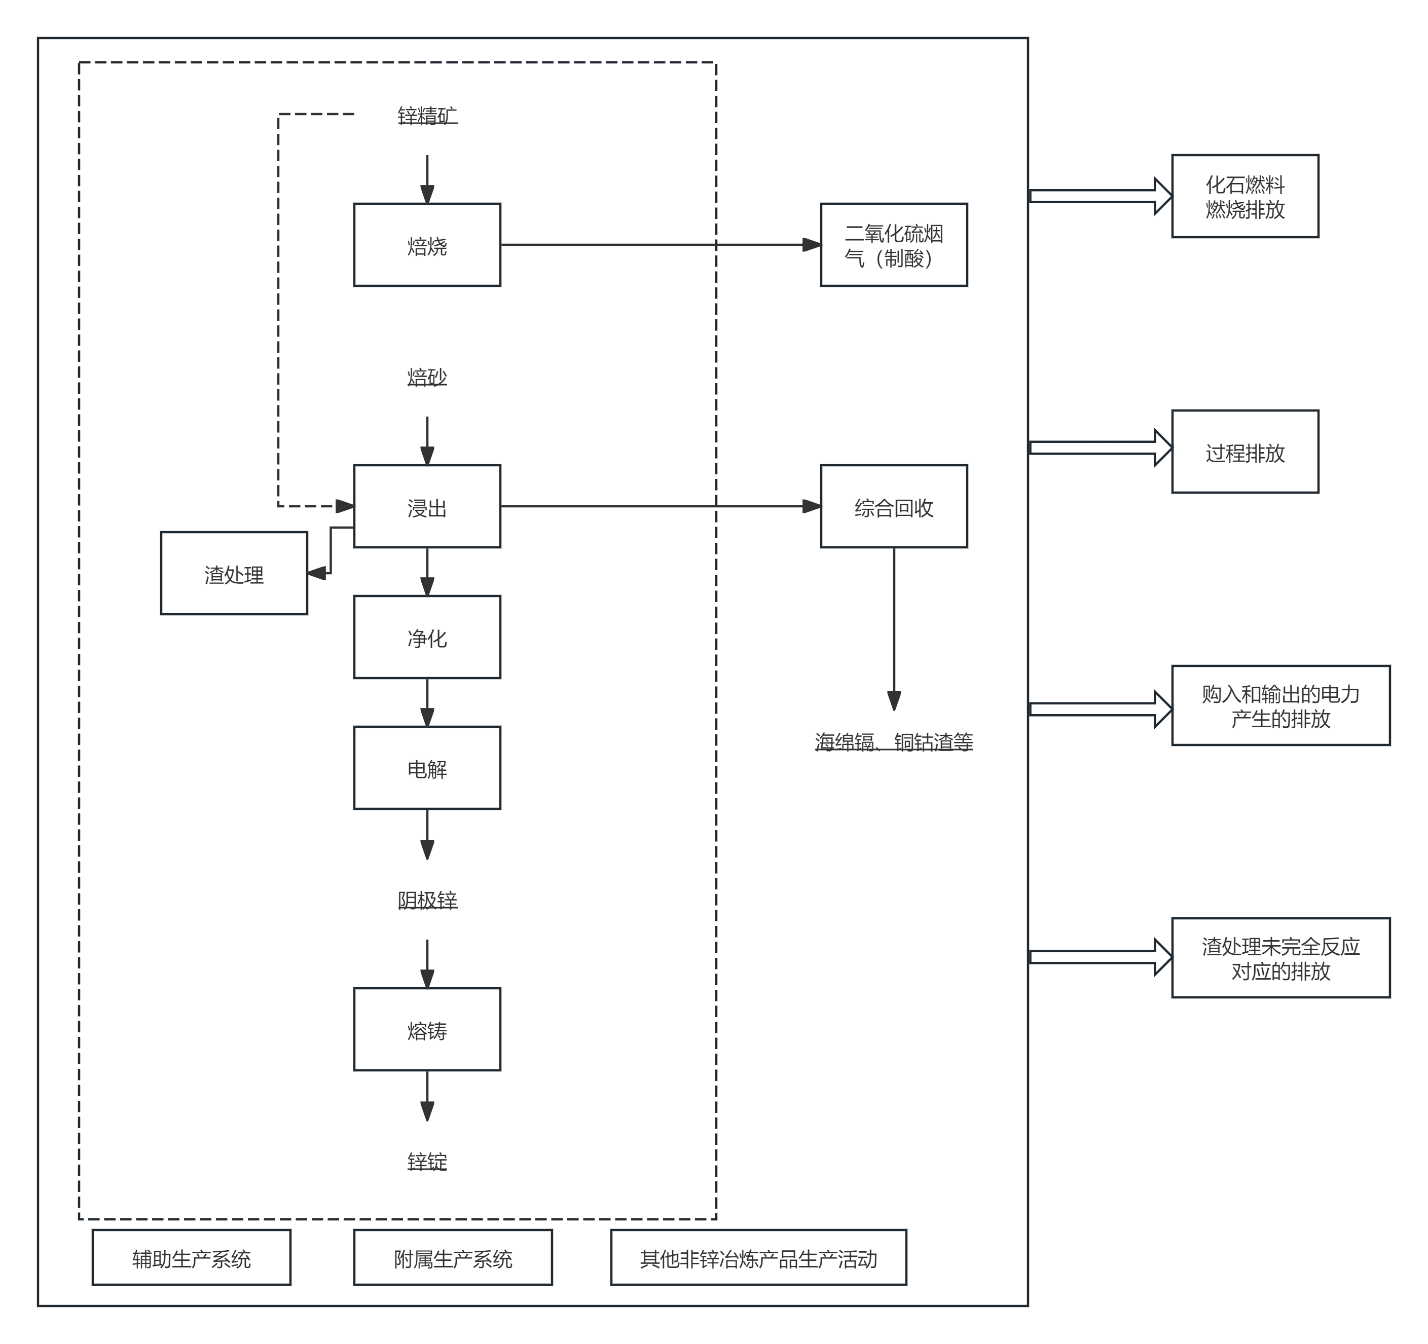 锌精矿
焙烧
二氧化硫烟
气（制酸）
化石燃料
燃烧排放
焙砂
浸出
综合回收
过程排放
渣处理
净化
电解
海绵镉、铜钴渣等
购入和输出的电力
产生的排放
阴极锌
渣处理未完全反应
对应的排放
熔铸
锌锭
辅助生产系统
附属生产系统
其他非锌冶炼产品生产活动